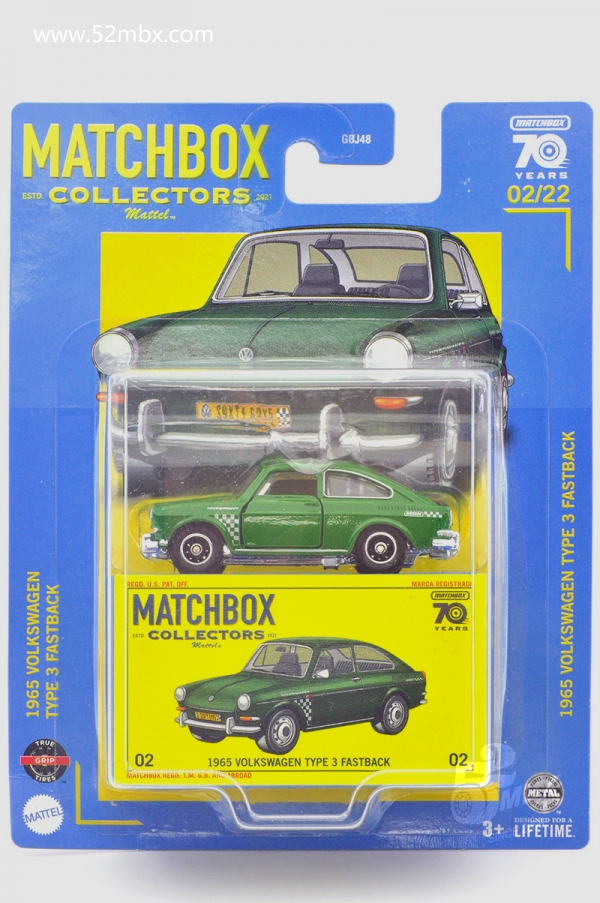 www.52mbx.com
MATCHBOX
ESTD. COLLECTORS 2021
Mattel™
GBJ48
MATCHBOX
70
YEARS
02/22
1965 VOLKSWAGEN
TYPE 3 FASTBACK
1965 VOLKSWAGEN TYPE 3 FASTBACK
REGD. U.S. PAT. OFF.
MARCA REGISTRADA
MATCHBOX
ESTD. COLLECTORS 2021
Mattel
MATCHBOX
70
YEARS
02
1965 VOLKSWAGEN TYPE 3 FASTBACK
02
MATCHBOX REGD. T.M. G.B. AND ABROAD
TRUE
GRIP
TIRES
MATTEL
METAL
3+
DESIGNED FOR A
LIFETIME™